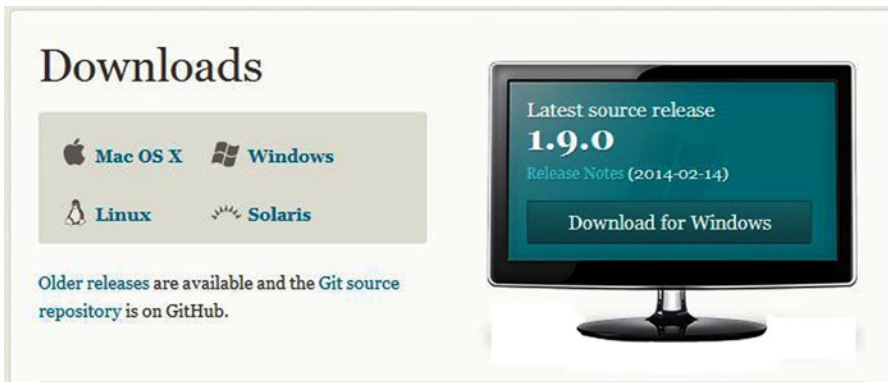 Downloads
Mac OS X
Windows
Linux
Solaris
Older releases are available and the Git source
repository is on GitHub.
Latest source release
1.9.0
Release Notes (2014-02-14)
Download for Windows